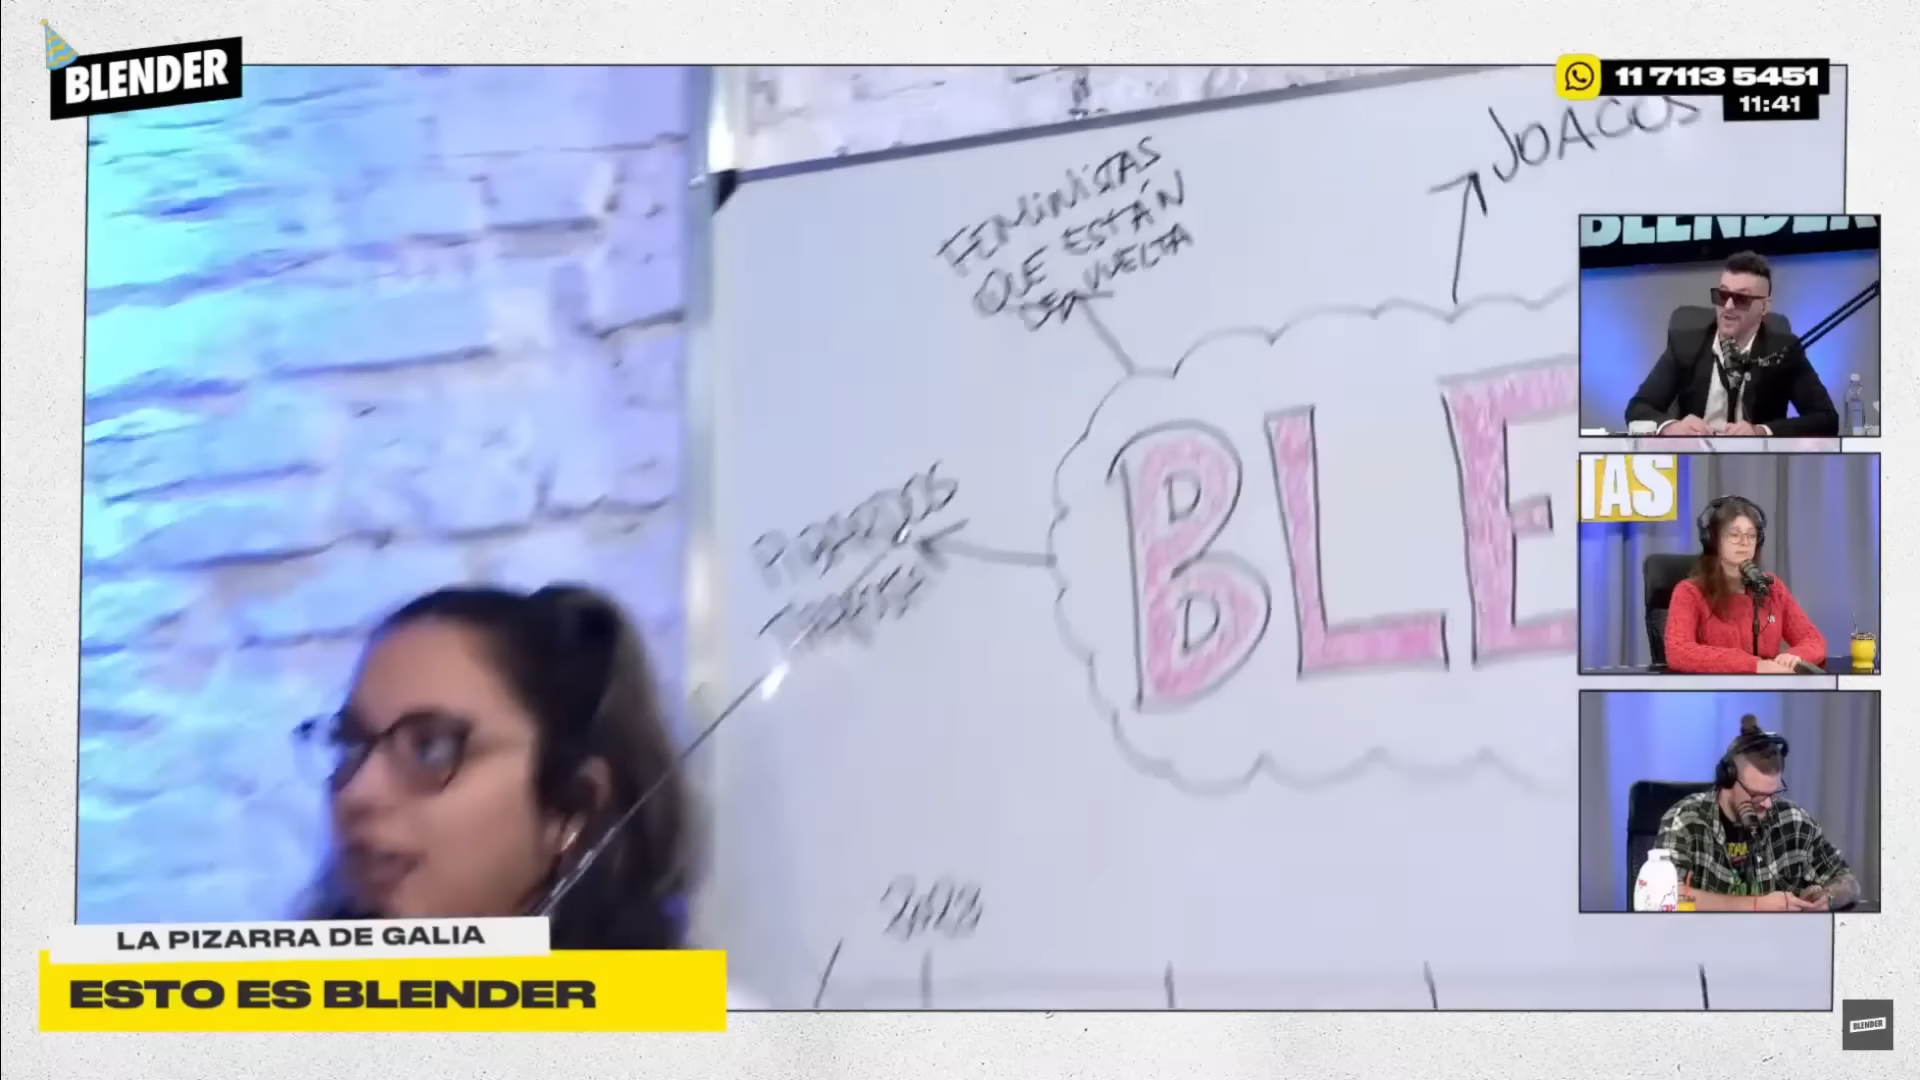 BLENDER
11 7113 5451
11:41
JOACOS
FEMINISTAS
QUE ESTÁN
DE VUELTA
BLENDER
TAS
BLE
LA PIZARRA DE GALIA
ESTO ES BLENDER
BLENDER